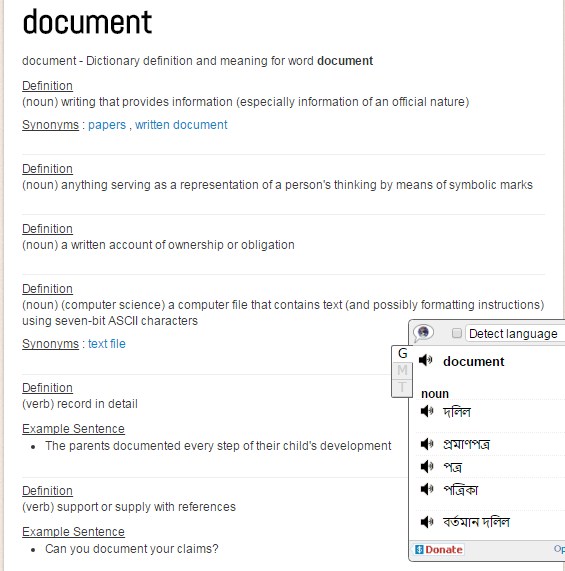 document
document - Dictionary definition and meaning for word document
Definition
(noun) writing that provides information (especially information of an official nature)
Synonyms : papers , written document
Definition
(noun) anything serving as a representation of a person's thinking by means of symbolic marks
Definition
(noun) a written account of ownership or obligation
Definition
(noun) (computer science) a computer file that contains text (and possibly formatting instructions)
using seven-bit ASCII characters
Synonyms : text file
Definition
(verb) record in detail
Example Sentence
• The parents documented every step of their child's development
Definition
(verb) support or supply with references
Example Sentence
• Can you document your claims?
Detect language
G
M
T
document
noun
দলিল
প্রমাণপত্র
পত্র
পত্রিকা
বর্তমান দলিল
Donate
Op